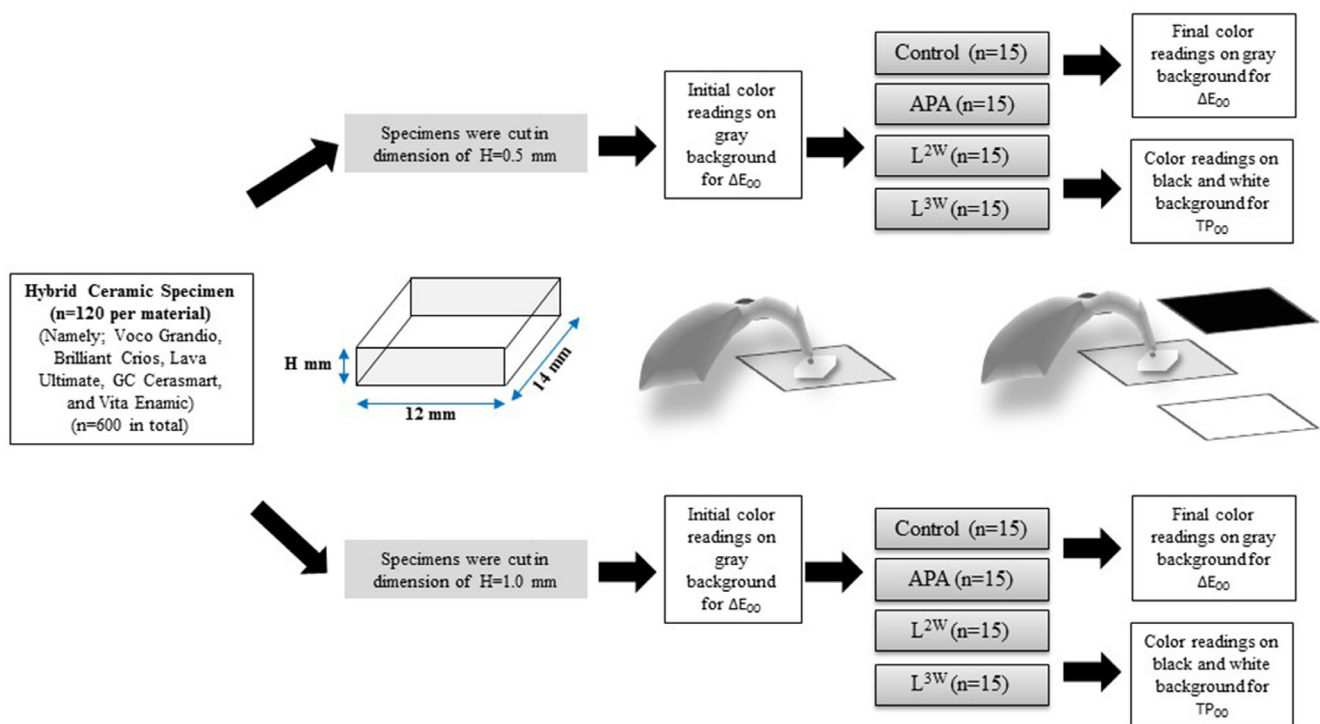 Hybrid Ceramic Specimen
(n=120 per material)
(Namely; Voco Grandio,
Brilliant Crios, Lava
Ultimate, GC Cerasmart,
and Vita Enamic)
(n=600 in total)
Specimens were cut in
dimension of H=0.5 mm
Initial color
readings on
gray
background
for ΔE₀₀
Control (n=15)
APA (n=15)
L²ᵂ (n=15)
L³ᵂ (n=15)
Final color
readings on gray
background for
ΔE₀₀
Color readings on
black and white
background for
TP₀₀
H mm
12 mm
14 mm
Specimens were cut in
dimension of H=1.0 mm
Initial color
readings on
gray
background
for ΔE₀₀
Control (n=15)
APA (n=15)
L²ᵂ (n=15)
L³ᵂ (n=15)
Final color
readings on gray
background for
ΔE₀₀
Color readings on
black and white
background for
TP₀₀